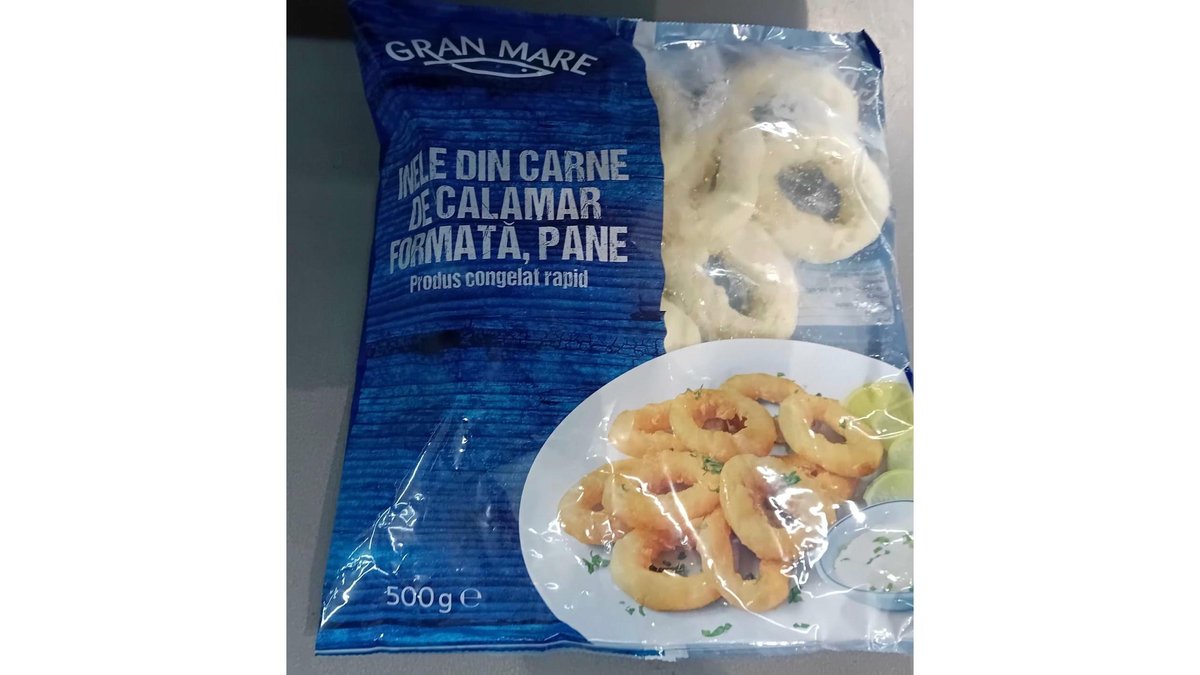 GRAN MARE
INELE DIN CARNE
DE CALAMAR
FORMATĂ, PANE
Produs congelat rapid
500g ℮